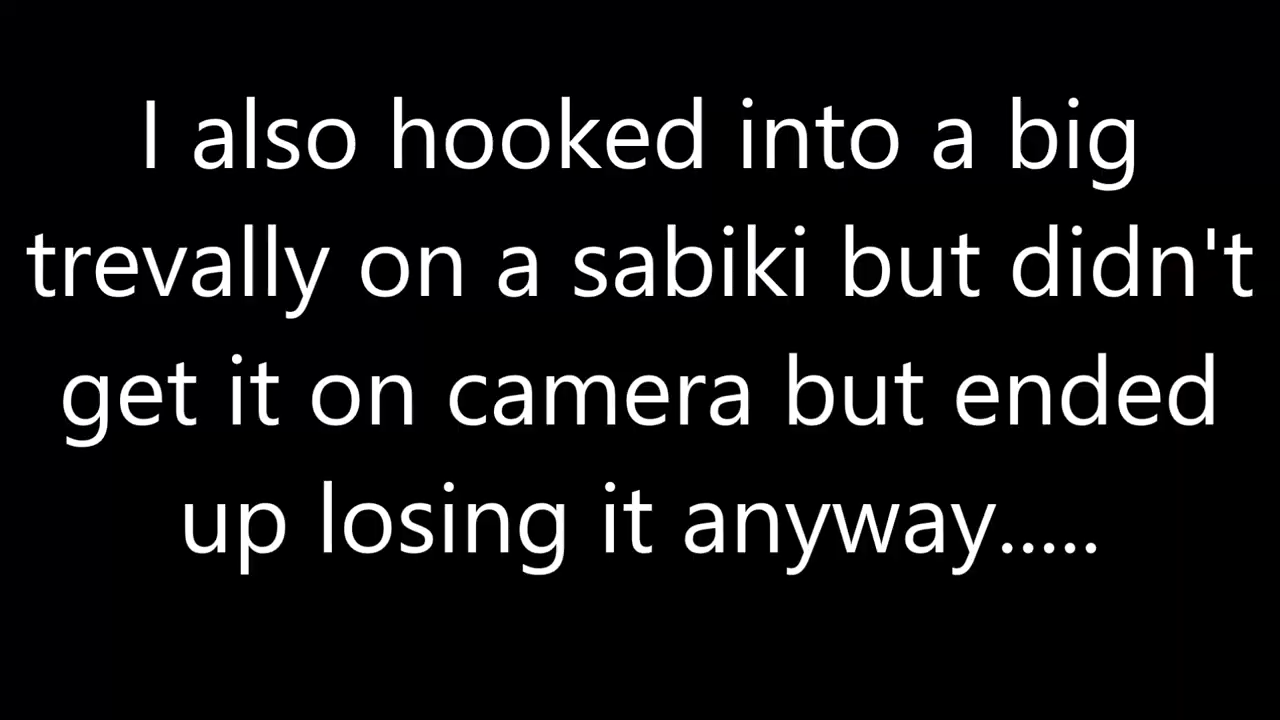 I also hooked into a big
trevally on a sabiki but didn't
get it on camera but ended
up losing it anyway.....